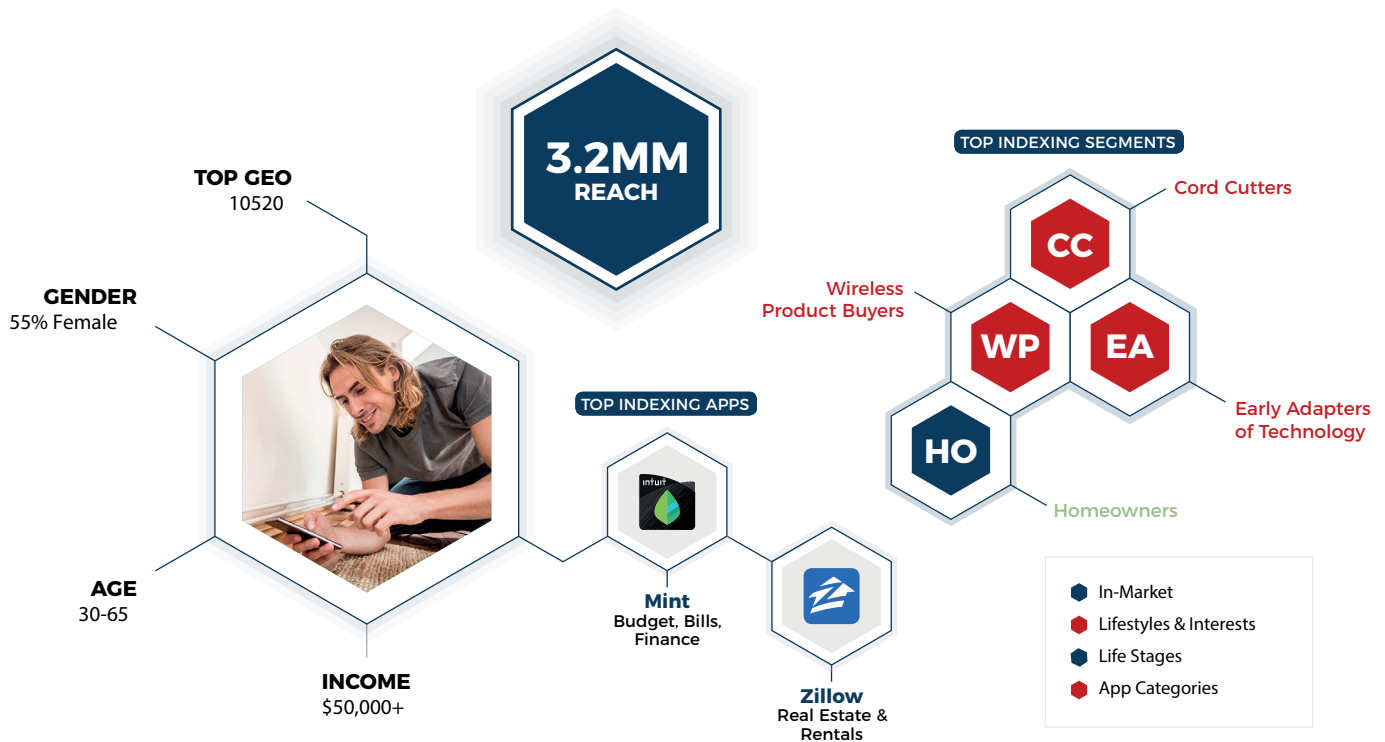 3.2MM
REACH
TOP GEO
10520
GENDER
55% Female
AGE
30-65
INCOME
$50,000+
TOP INDEXING APPS
intuit
Mint
Budget, Bills,
Finance
Zillow
Real Estate &
Rentals
TOP INDEXING SEGMENTS
CC
Cord Cutters
Wireless
Product Buyers
WP
EA
Early Adapters
of Technology
HO
Homeowners
In-Market
Lifestyles & Interests
Life Stages
App Categories